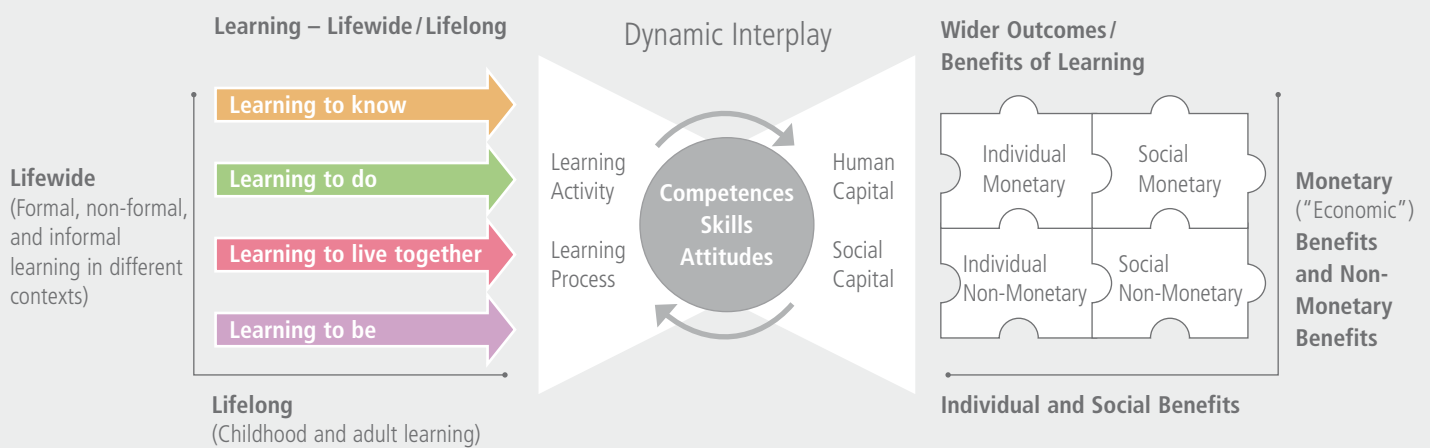 Learning – Lifewide / Lifelong
Learning to know
Learning to do
Learning to live together
Learning to be
Lifewide
(Formal, non-formal,
and informal
learning in different
contexts)
Lifelong
(Childhood and adult learning)
Dynamic Interplay
Learning
Activity
Learning
Process
Competences
Skills
Attitudes
Human
Capital
Social
Capital
Wider Outcomes /
Benefits of Learning
Individual
Monetary
Social
Monetary
Individual
Non-Monetary
Social
Non-Monetary
Monetary
(“Economic”)
Benefits
and Non-
Monetary
Benefits
Individual and Social Benefits